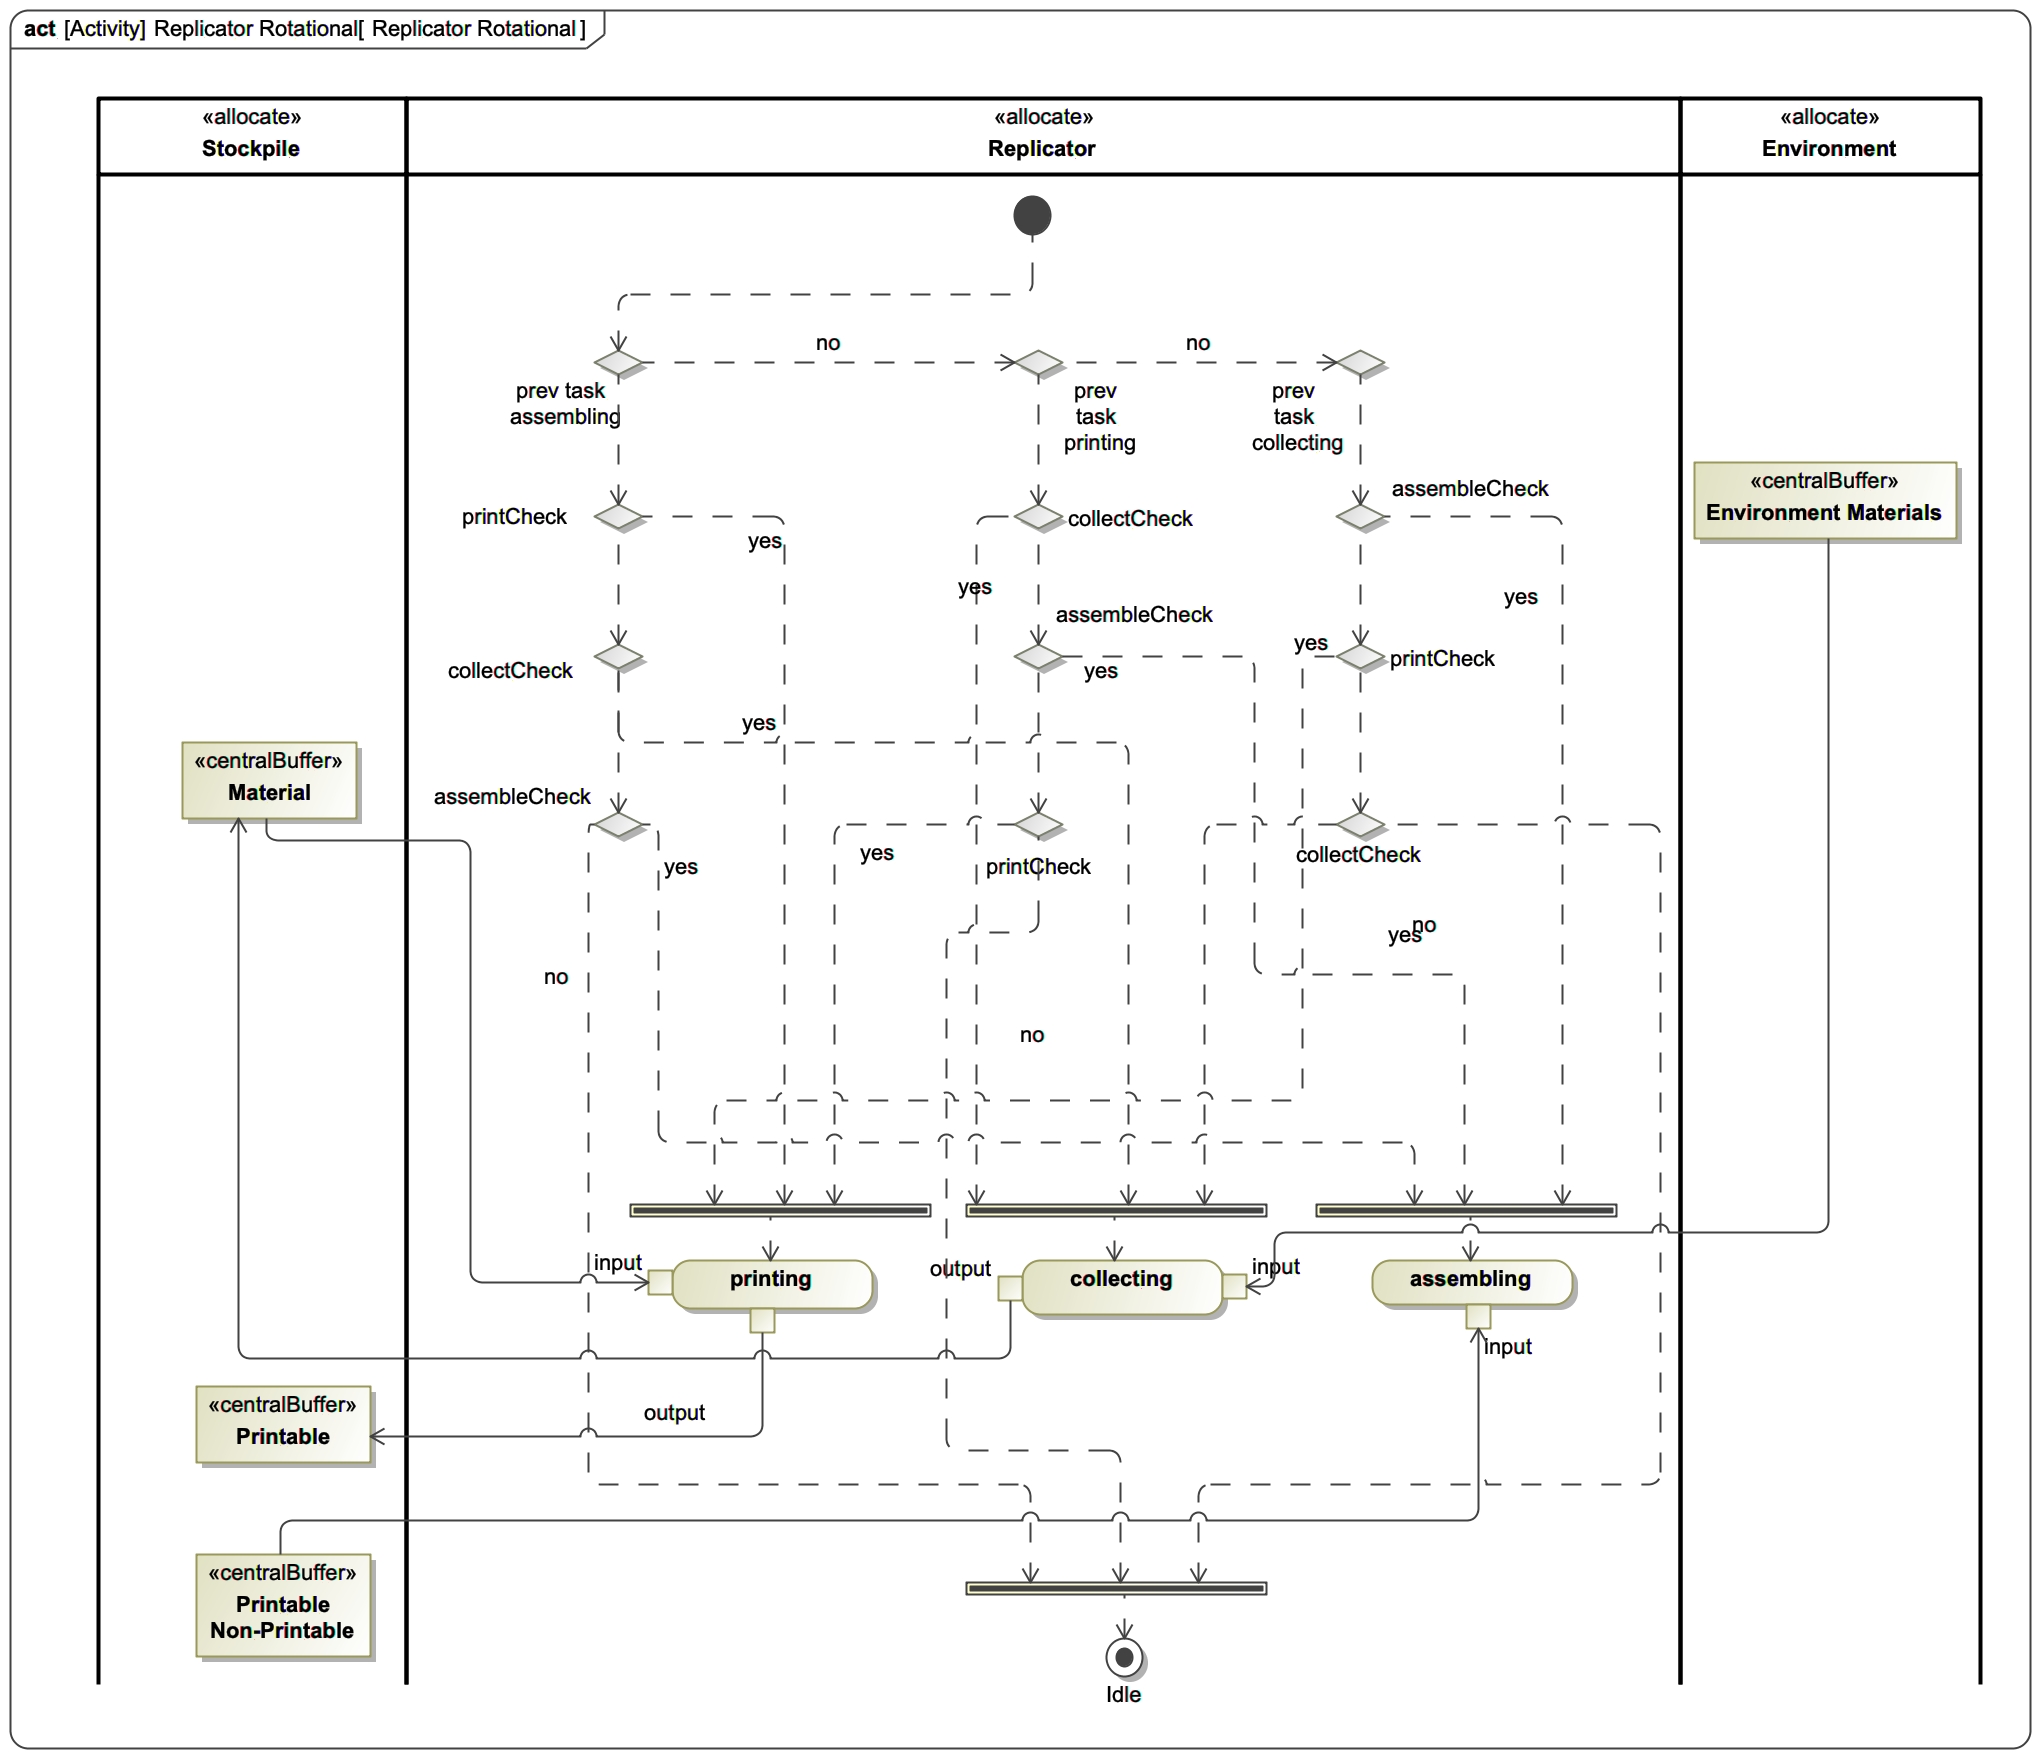 act [Activity] Replicator Rotational[ Replicator Rotational ]
«allocate»
Stockpile
«allocate»
Replicator
«allocate»
Environment
no
no
prev task
assembling
prev
task
printing
prev
task
collecting
«centralBuffer»
Environment Materials
printCheck
yes
collectCheck
yes
assembleCheck
yes
collectCheck
yes
assembleCheck
yes
yes
printCheck
«centralBuffer»
Material
assembleCheck
yes
yes
printCheck
collectCheck
no
yes
no
no
input
printing
output
collecting
input
assembling
input
output
«centralBuffer»
Printable
«centralBuffer»
Printable
Non-Printable
Idle